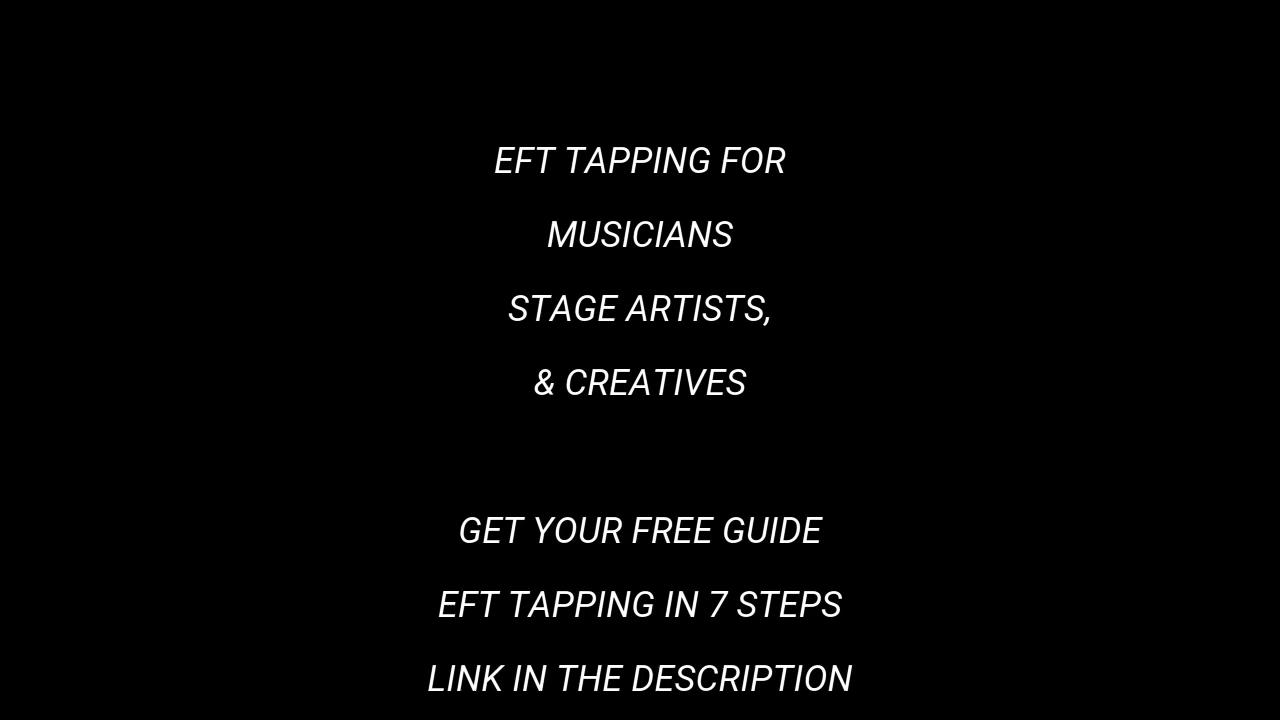 EFT TAPPING FOR
MUSICIANS
STAGE ARTISTS,
& CREATIVES
GET YOUR FREE GUIDE
EFT TAPPING IN 7 STEPS
LINK IN THE DESCRIPTION